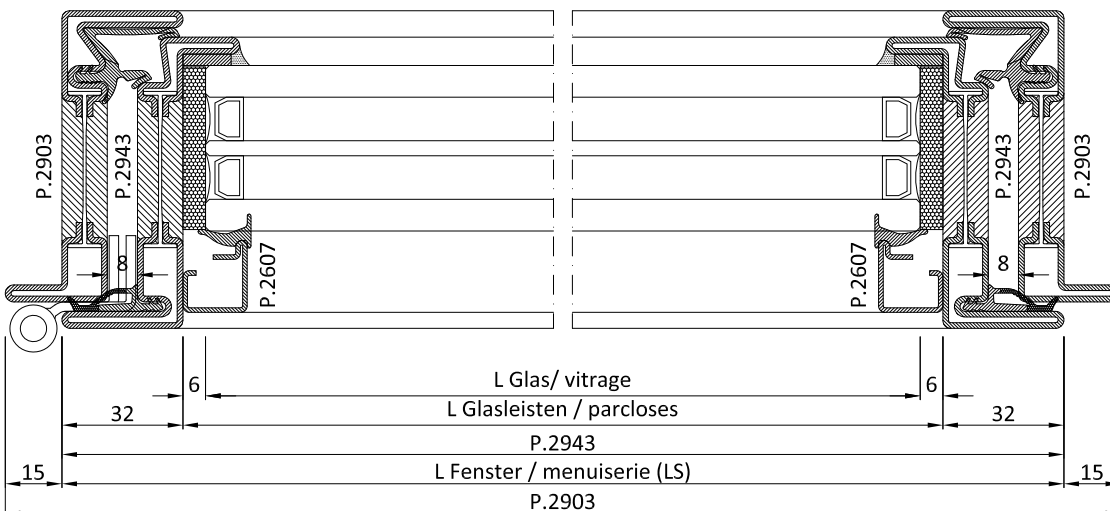 P.2903
P.2943
P.2943
P.2903
8
P.2607
P.2607
8
6
L Glas/ vitrage
6
32
L Glasleisten / parcloses
32
P.2943
15
L Fenster / menuiserie (LS)
15
P.2903